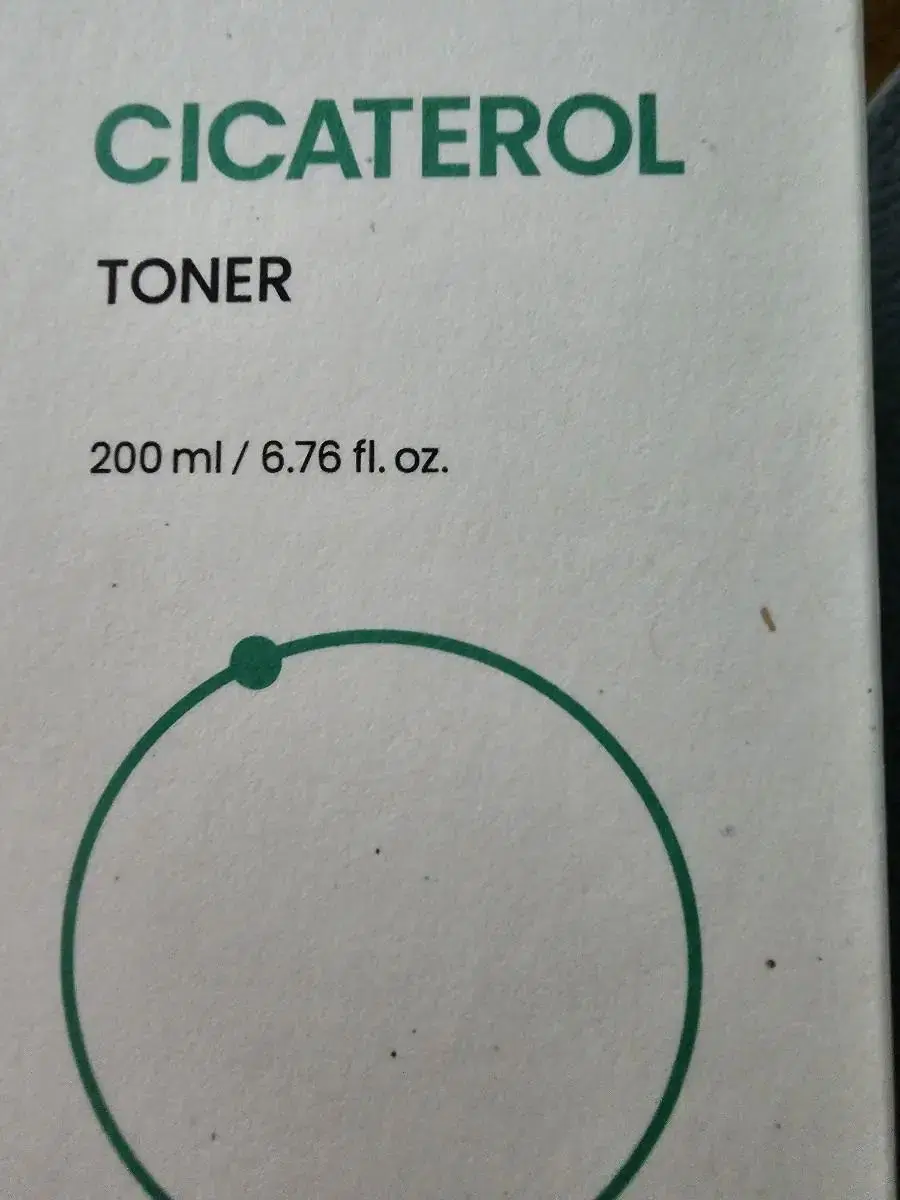 CICATEROL
TONER
200 ml / 6.76 fl. oz.